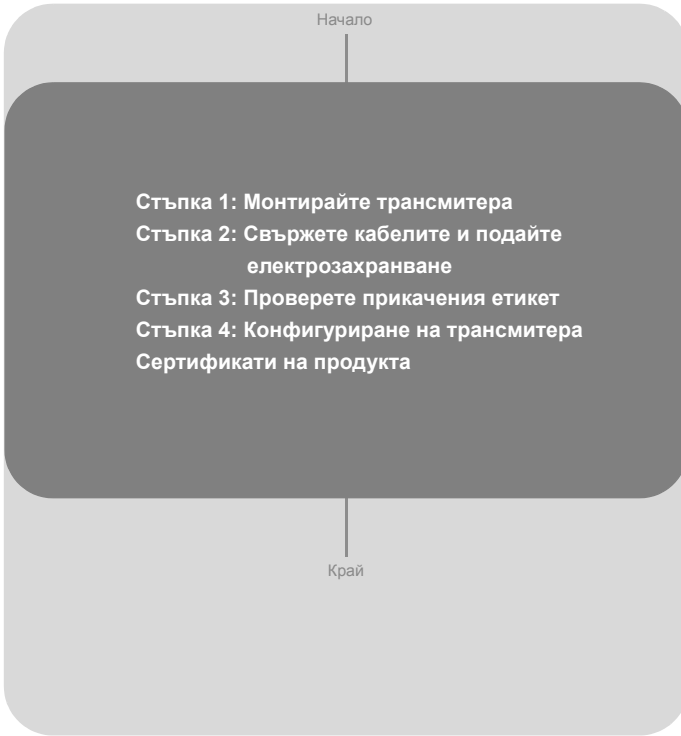 Начало
Стъпка 1: Монтирайте трансмитера
Стъпка 2: Свържете кабелите и подайте
електрозахранване
Стъпка 3: Проверете прикачения етикет
Стъпка 4: Конфигуриране на трансмитера
Сертификати на продукта
Край